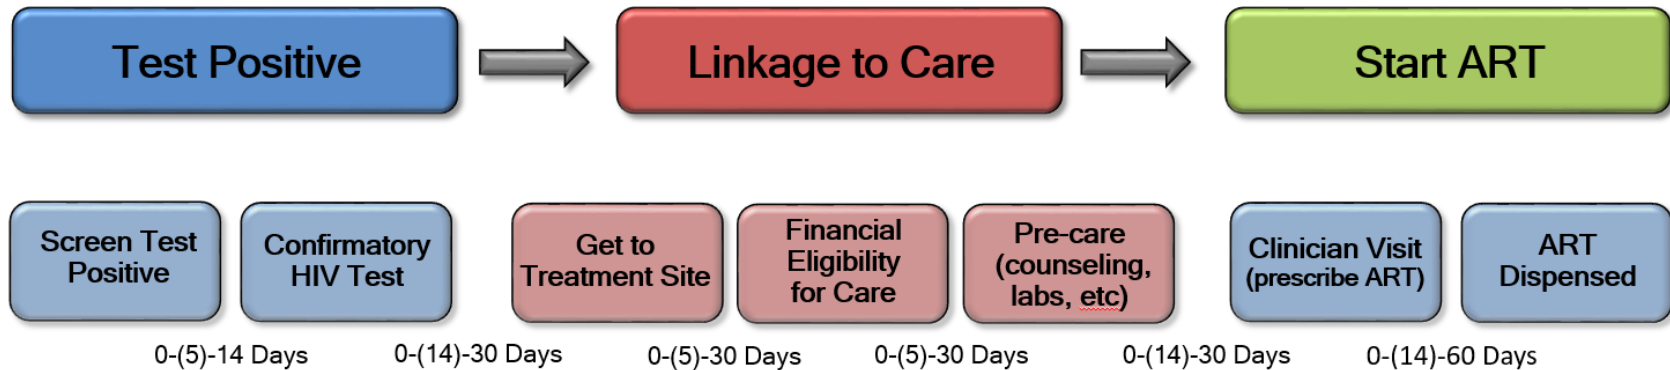 Test Positive
Linkage to Care
Start ART
Screen Test
Positive
Confirmatory
HIV Test
Get to
Treatment Site
Financial
Eligibility
for Care
Pre-care
(counseling,
labs, etc)
Clinician Visit
(prescribe ART)
ART
Dispensed
0-(5)-14 Days
0-(14)-30 Days
0-(5)-30 Days
0-(5)-30 Days
0-(14)-30 Days
0-(14)-60 Days